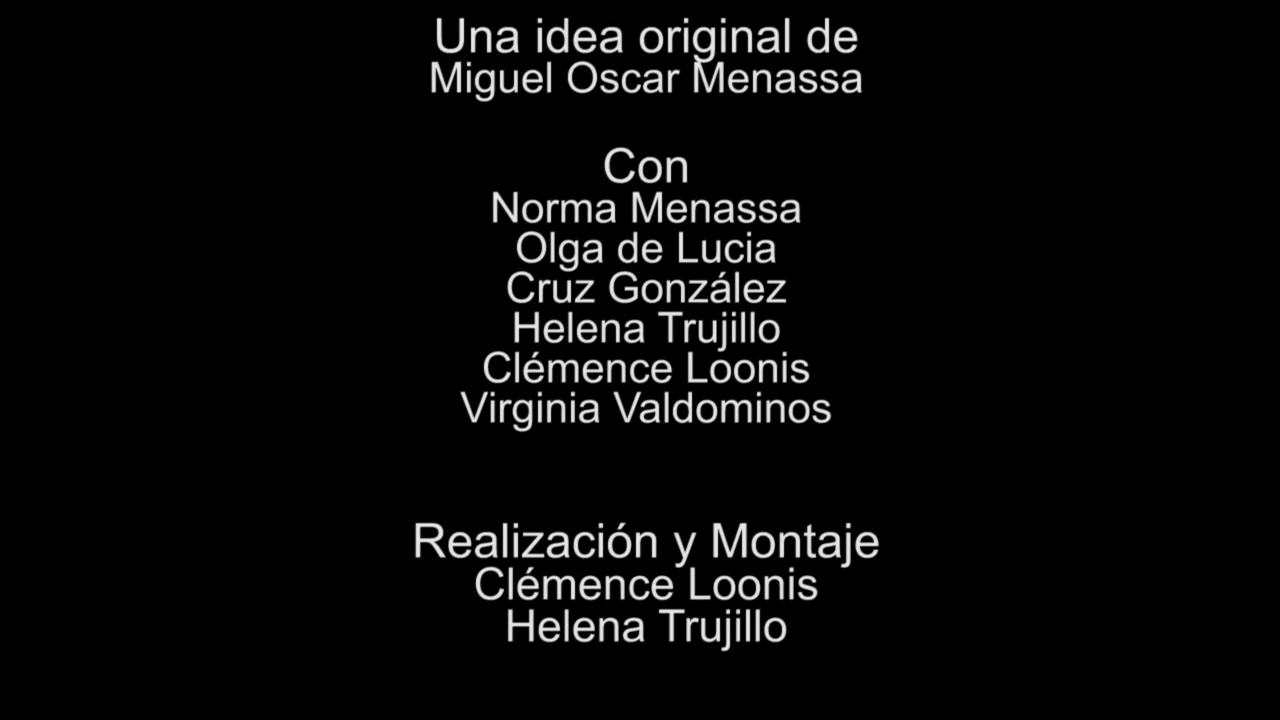 Una idea original de
Miguel Oscar Menassa
Con
Norma Menassa
Olga de Lucia
Cruz González
Helena Trujillo
Clémence Loonis
Virginia Valdominos
Realización y Montaje
Clémence Loonis
Helena Trujillo